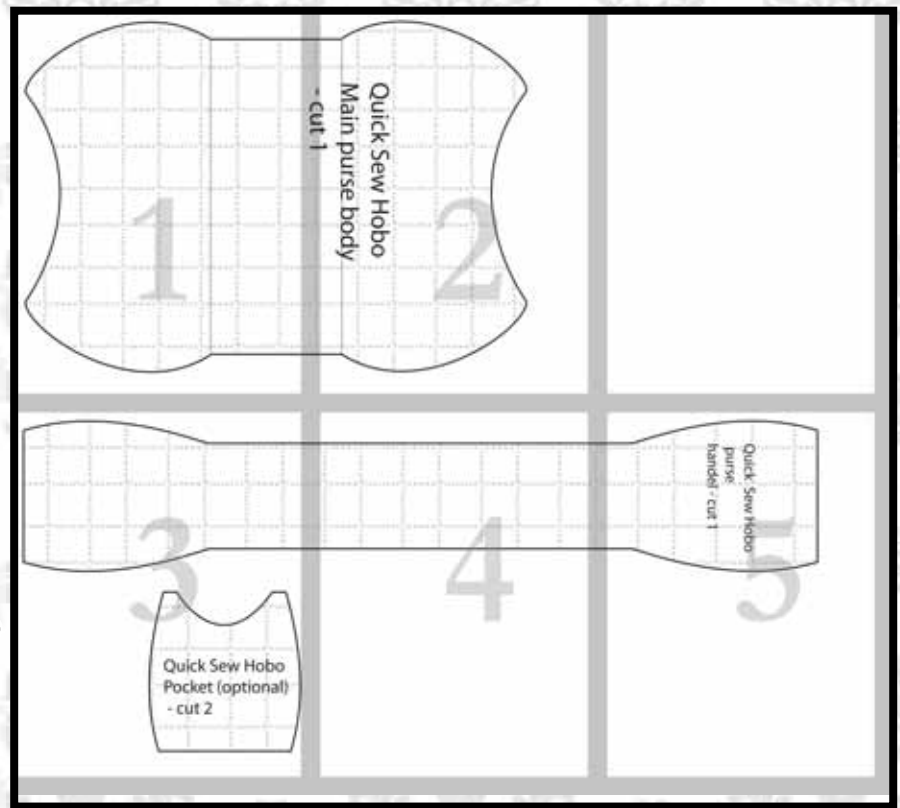 Quick Sew Hobo
Main purse body
- cut 1
1
2
Quick Sew Hobo
purse
handel - cut 1
3
4
5
Quick Sew Hobo
Pocket (optional)
- cut 2